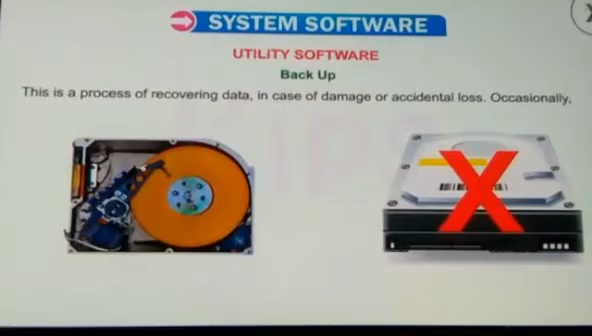 SYSTEM SOFTWARE
UTILITY SOFTWARE
Back Up
This is a process of recovering data, in case of damage or accidental loss. Occasionally,